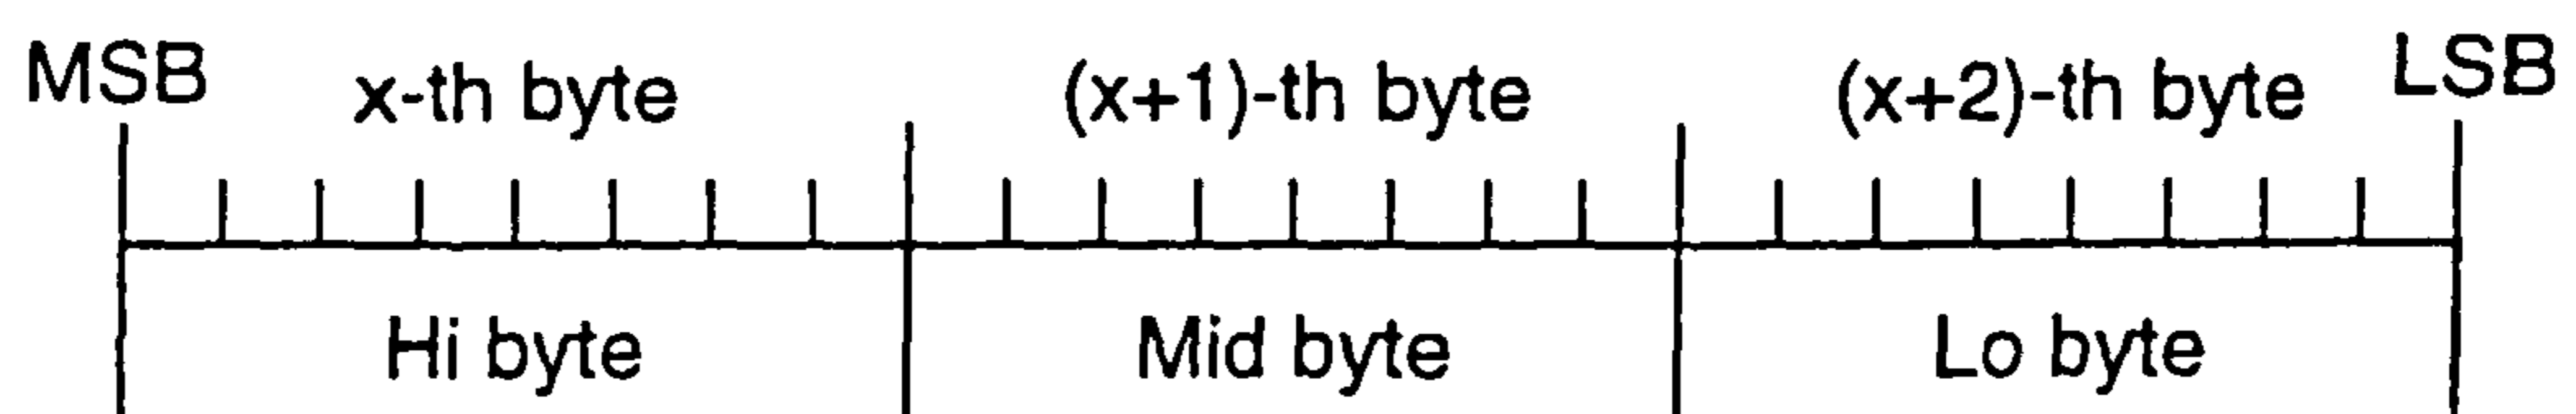 MSB x-th byte (x+1)-th byte (x+2)-th byte LSB
Hi byte Mid byte Lo byte